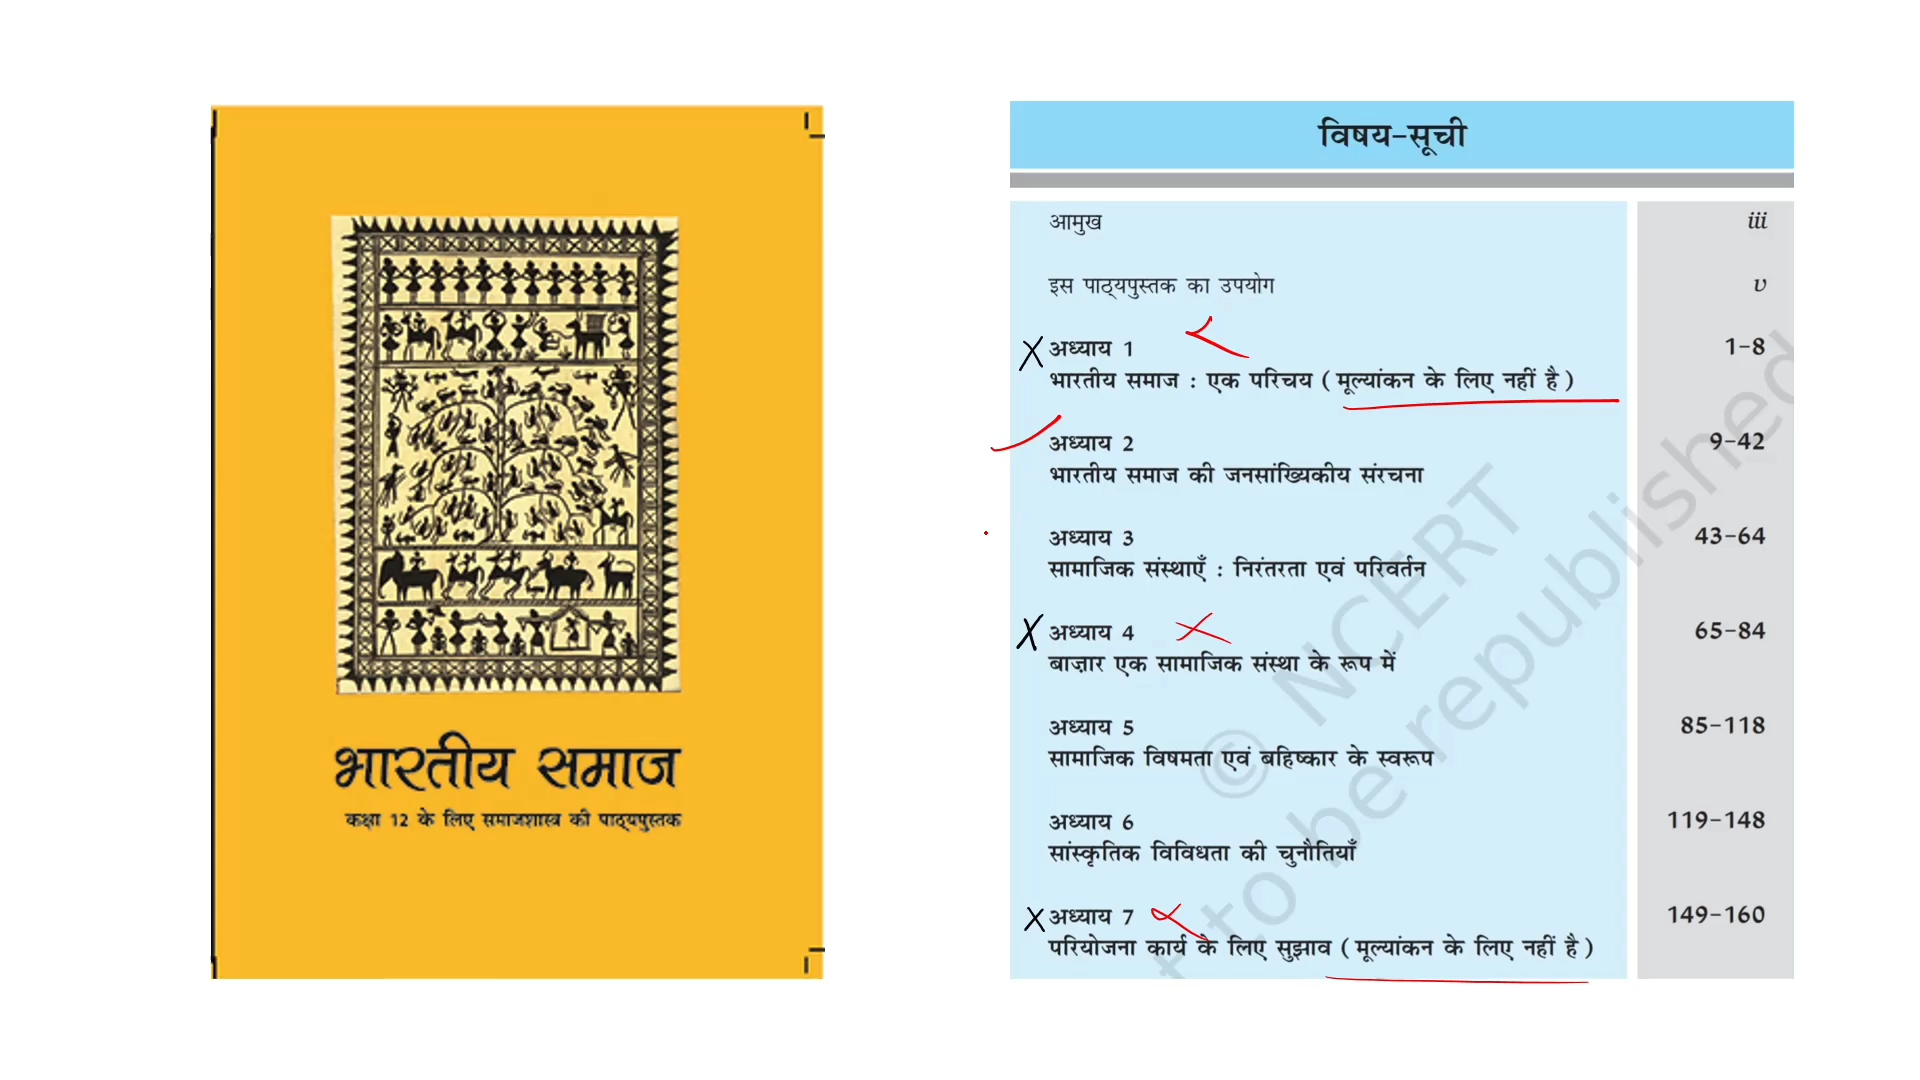 भारतीय समाज
कक्षा 12 के लिए समाजशास्त्र की पाठ्यपुस्तक
विषय-सूची
आमुख iii
इस पाठ्यपुस्तक का उपयोग v
अध्याय 1 1-8
भारतीय समाज : एक परिचय (मूल्यांकन के लिए नहीं है)
अध्याय 2 9-42
भारतीय समाज की जनसांख्यिकीय संरचना
अध्याय 3 43-64
सामाजिक संस्थाएँ : निरंतरता एवं परिवर्तन
अध्याय 4 65-84
बाज़ार एक सामाजिक संस्था के रूप में
अध्याय 5 85-118
सामाजिक विषमता एवं बहिष्कार के स्वरूप
अध्याय 6 119-148
सांस्कृतिक विविधता की चुनौतियाँ
अध्याय 7 149-160
परियोजना कार्य के लिए सुझाव (मूल्यांकन के लिए नहीं है)
© NCERT
t to be republished